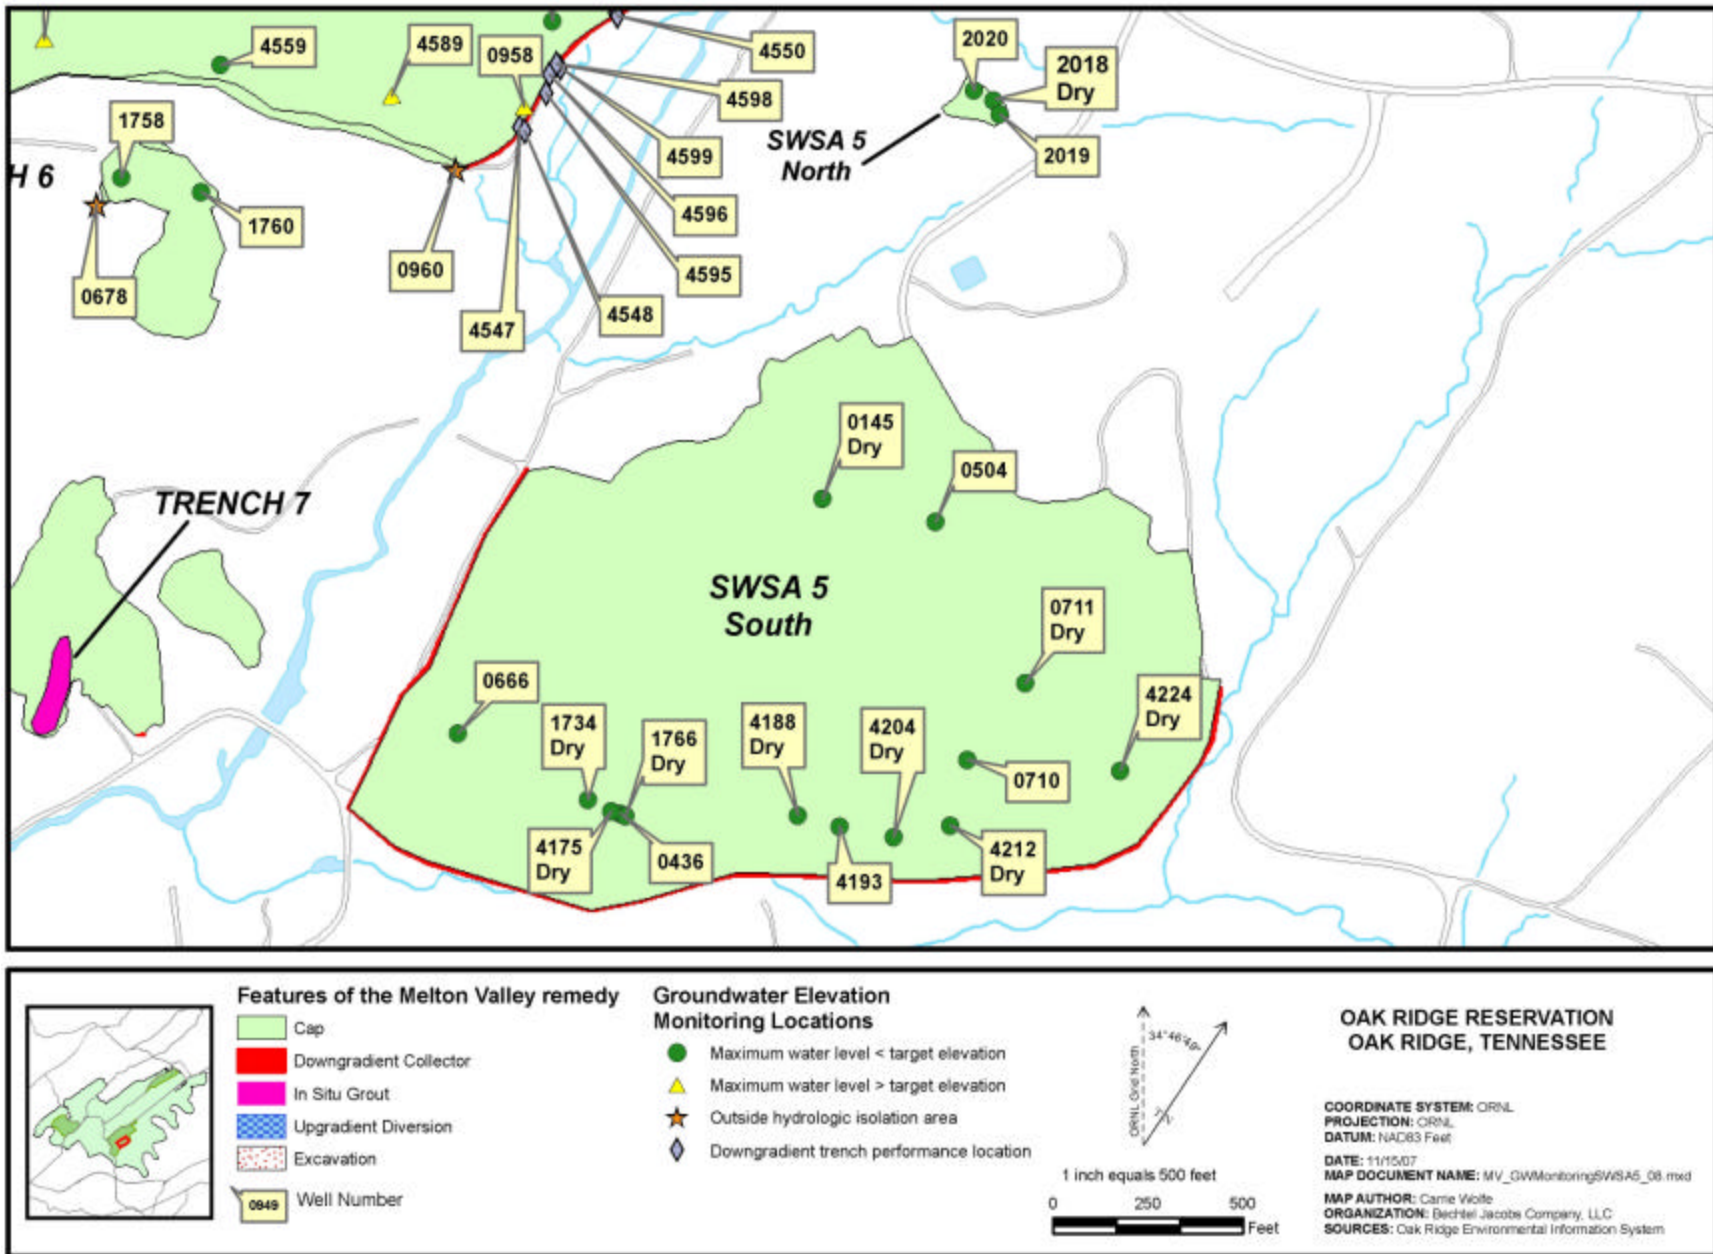 4559
4589
0958
4550
2020
2018
Dry
4598
1758
SWSA 5
North
4599
2019
H 6
4596
1760
0960
4595
0678
4548
4547
0145
Dry
0504
TRENCH 7
SWSA 5
South
0711
Dry
0666
4224
Dry
1734
Dry
1766
Dry
4188
Dry
4204
Dry
0710
4175
Dry
0436
4193
4212
Dry
Features of the Melton Valley remedy
Cap
Downgradient Collector
In Situ Grout
Upgradient Diversion
Excavation
0949
Well Number
Groundwater Elevation
Monitoring Locations
Maximum water level < target elevation
Maximum water level > target elevation
Outside hydrologic isolation area
Downgradient trench performance location
34°46'49"
ORNL Grid North
1 inch equals 500 feet
0 250 500
Feet
OAK RIDGE RESERVATION
OAK RIDGE, TENNESSEE
COORDINATE SYSTEM: ORNL
PROJECTION: ORNL
DATUM: NAD83 Feet
DATE: 11/15/07
MAP DOCUMENT NAME: MV_GWMonitoringSWSA5_08.mxd
MAP AUTHOR: Carrie Wolfe
ORGANIZATION: Bechtel Jacobs Company, LLC
SOURCES: Oak Ridge Environmental Information System